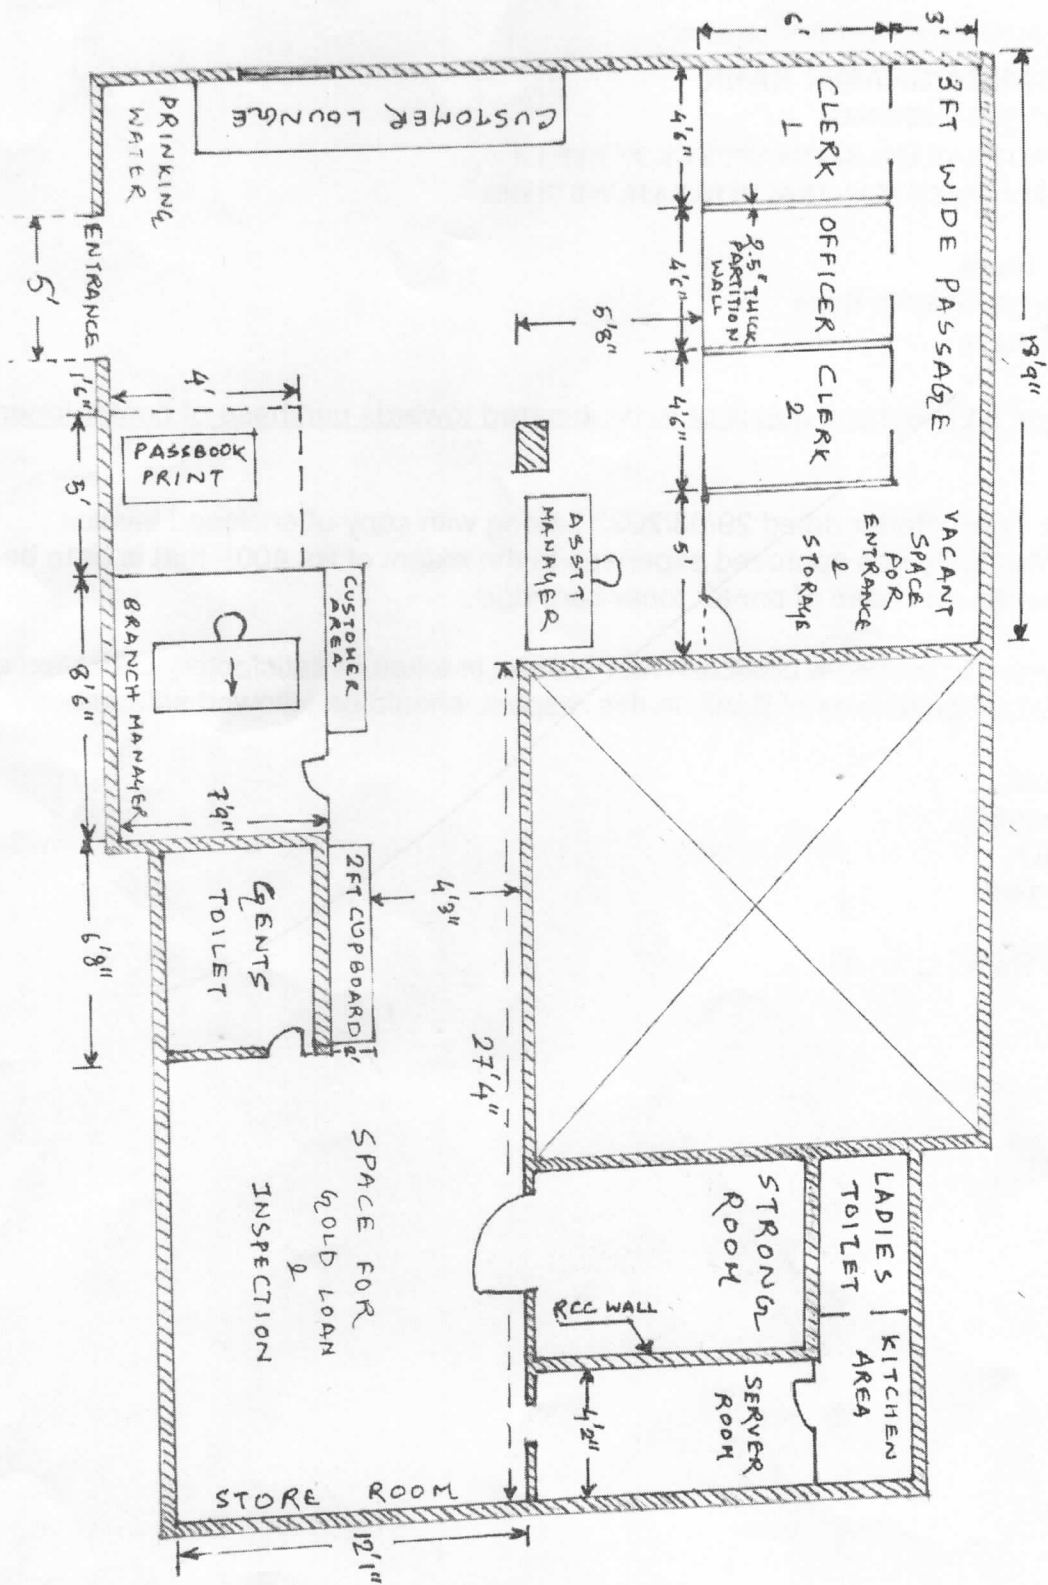 6'
3'
18'9"
3FT WIDE PASSAGE
CLERK
1
OFFICER
CLERK
2
VACANT
SPACE
FOR
ENTRANCE
&
STORAGE
4'6"
4'6"
4'6"
5'
2.5" THICK
PARTITION
WALL
5'8"
CUSTOMER LOUNGE
DRINKING
WATER
ENTRANCE
5'
1'6"
4'
5'
PASSBOOK
PRINT
ASSTT
MANAGER
CUSTOMER
AREA
BRANCH MANAGER
8'6"
7'9"
6'8"
GENTS
TOILET
2FT CUPBOARD
2'
4'3"
27'4"
SPACE FOR
GOLD LOAN
&
INSPECTION
STRONG
ROOM
LADIES
TOILET
KITCHEN
AREA
RCC WALL
SERVER
ROOM
4'2"
STORE ROOM
12'1"